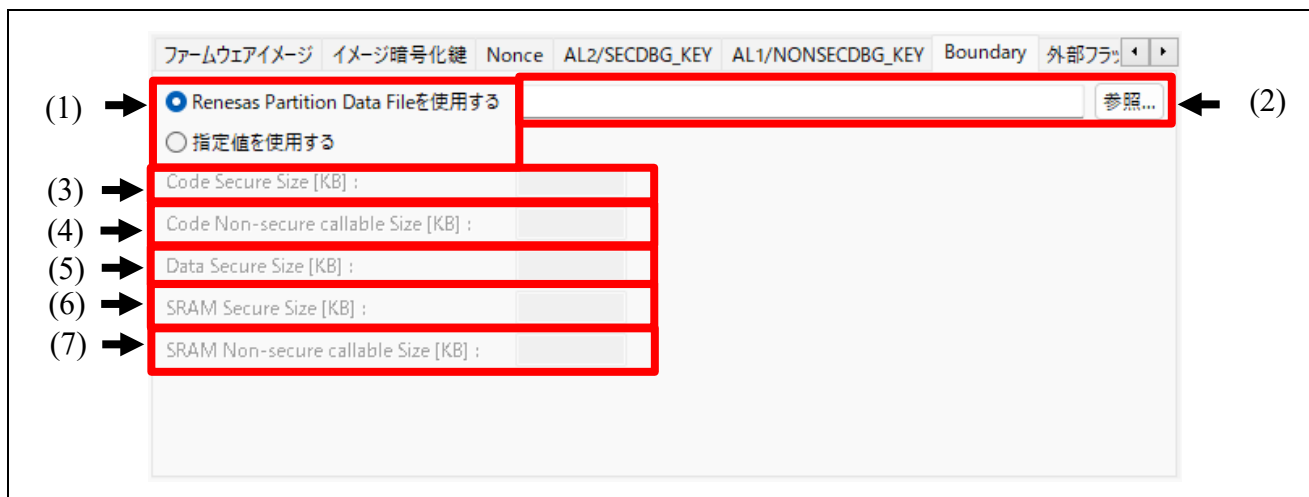 ファームウェアイメージ イメージ暗号化鍵 Nonce AL2/SECDBG_KEY AL1/NONSECDBG_KEY Boundary 外部フラッ
(1) Renesas Partition Data Fileを使用する 参照... (2)
指定値を使用する
(3) Code Secure Size [KB] :
(4) Code Non-secure callable Size [KB] :
(5) Data Secure Size [KB] :
(6) SRAM Secure Size [KB] :
(7) SRAM Non-secure callable Size [KB] :